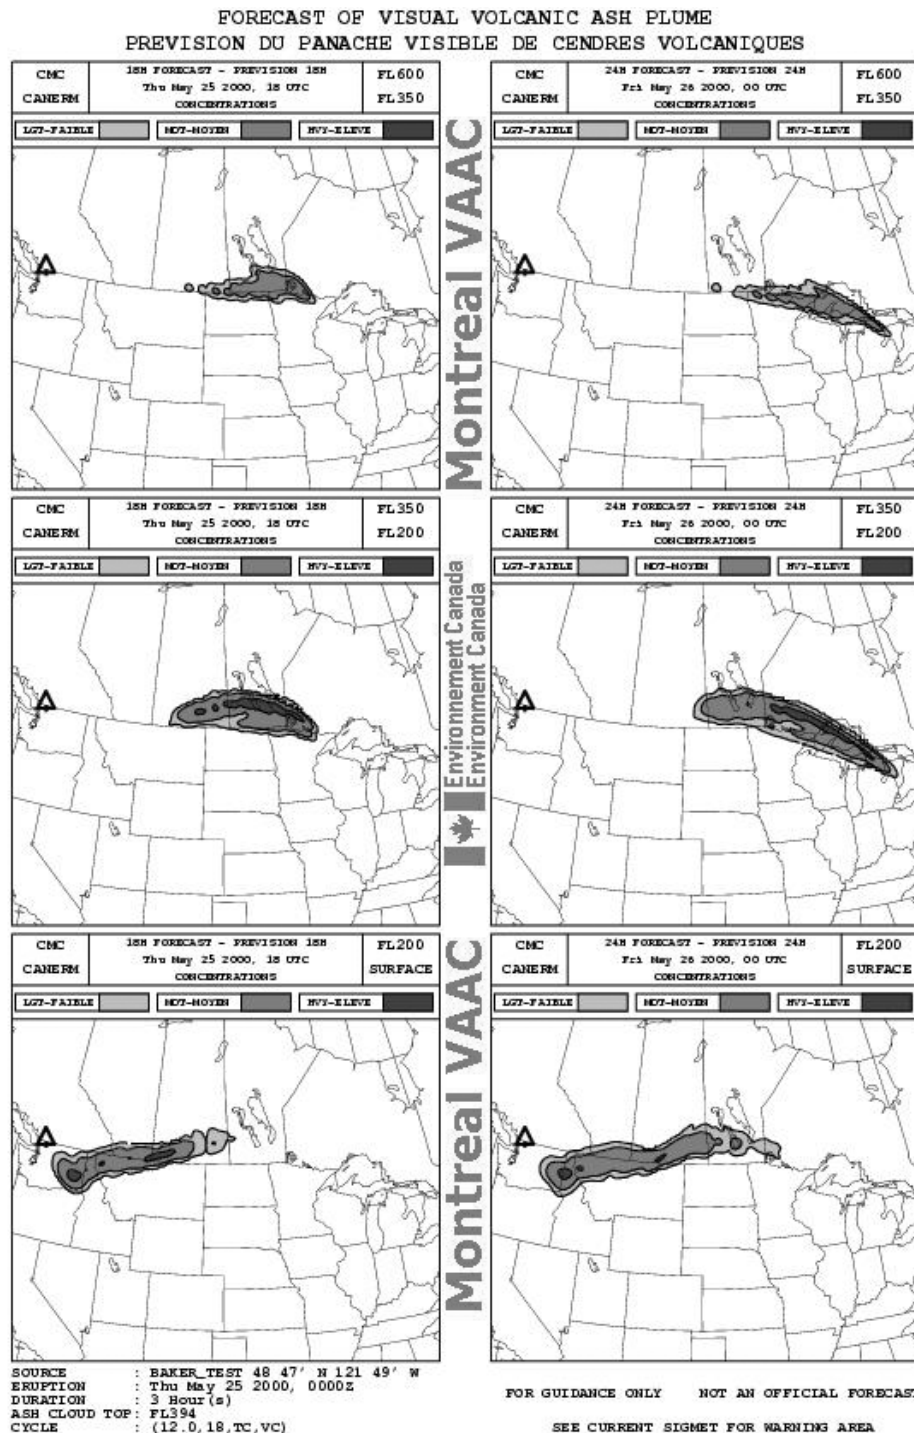 FORECAST OF VISUAL VOLCANIC ASH PLUME
PREVISION DU PANACHE VISIBLE DE CENDRES VOLCANIQUES
CMC
CANERM
18H FORECAST - PREVISION 18H
Thu May 25 2000, 18 UTC
CONCENTRATIONS
FL600
FL350
LGT-FAIBLE
MDT-MOYEN
HVY-ELEVE
CMC
CANERM
24H FORECAST - PREVISION 24H
Fri May 26 2000, 00 UTC
CONCENTRATIONS
FL600
FL350
LGT-FAIBLE
MDT-MOYEN
HVY-ELEVE
Montreal VAAC
CMC
CANERM
18H FORECAST - PREVISION 18H
Thu May 25 2000, 18 UTC
CONCENTRATIONS
FL350
FL200
LGT-FAIBLE
MDT-MOYEN
HVY-ELEVE
CMC
CANERM
24H FORECAST - PREVISION 24H
Fri May 26 2000, 00 UTC
CONCENTRATIONS
FL350
FL200
LGT-FAIBLE
MDT-MOYEN
HVY-ELEVE
Environnement Canada
Environment Canada
CMC
CANERM
18H FORECAST - PREVISION 18H
Thu May 25 2000, 18 UTC
CONCENTRATIONS
FL200
SURFACE
LGT-FAIBLE
MDT-MOYEN
HVY-ELEVE
CMC
CANERM
24H FORECAST - PREVISION 24H
Fri May 26 2000, 00 UTC
CONCENTRATIONS
FL200
SURFACE
LGT-FAIBLE
MDT-MOYEN
HVY-ELEVE
Montreal VAAC
SOURCE : BAKER_TEST 48 47' N 121 49' W
ERUPTION : Thu May 25 2000, 0000Z
DURATION : 3 Hour(s)
ASH CLOUD TOP: FL394
CYCLE : (12.0,18,TC,VC)
FOR GUIDANCE ONLY NOT AN OFFICIAL FORECAST
SEE CURRENT SIGMET FOR WARNING AREA